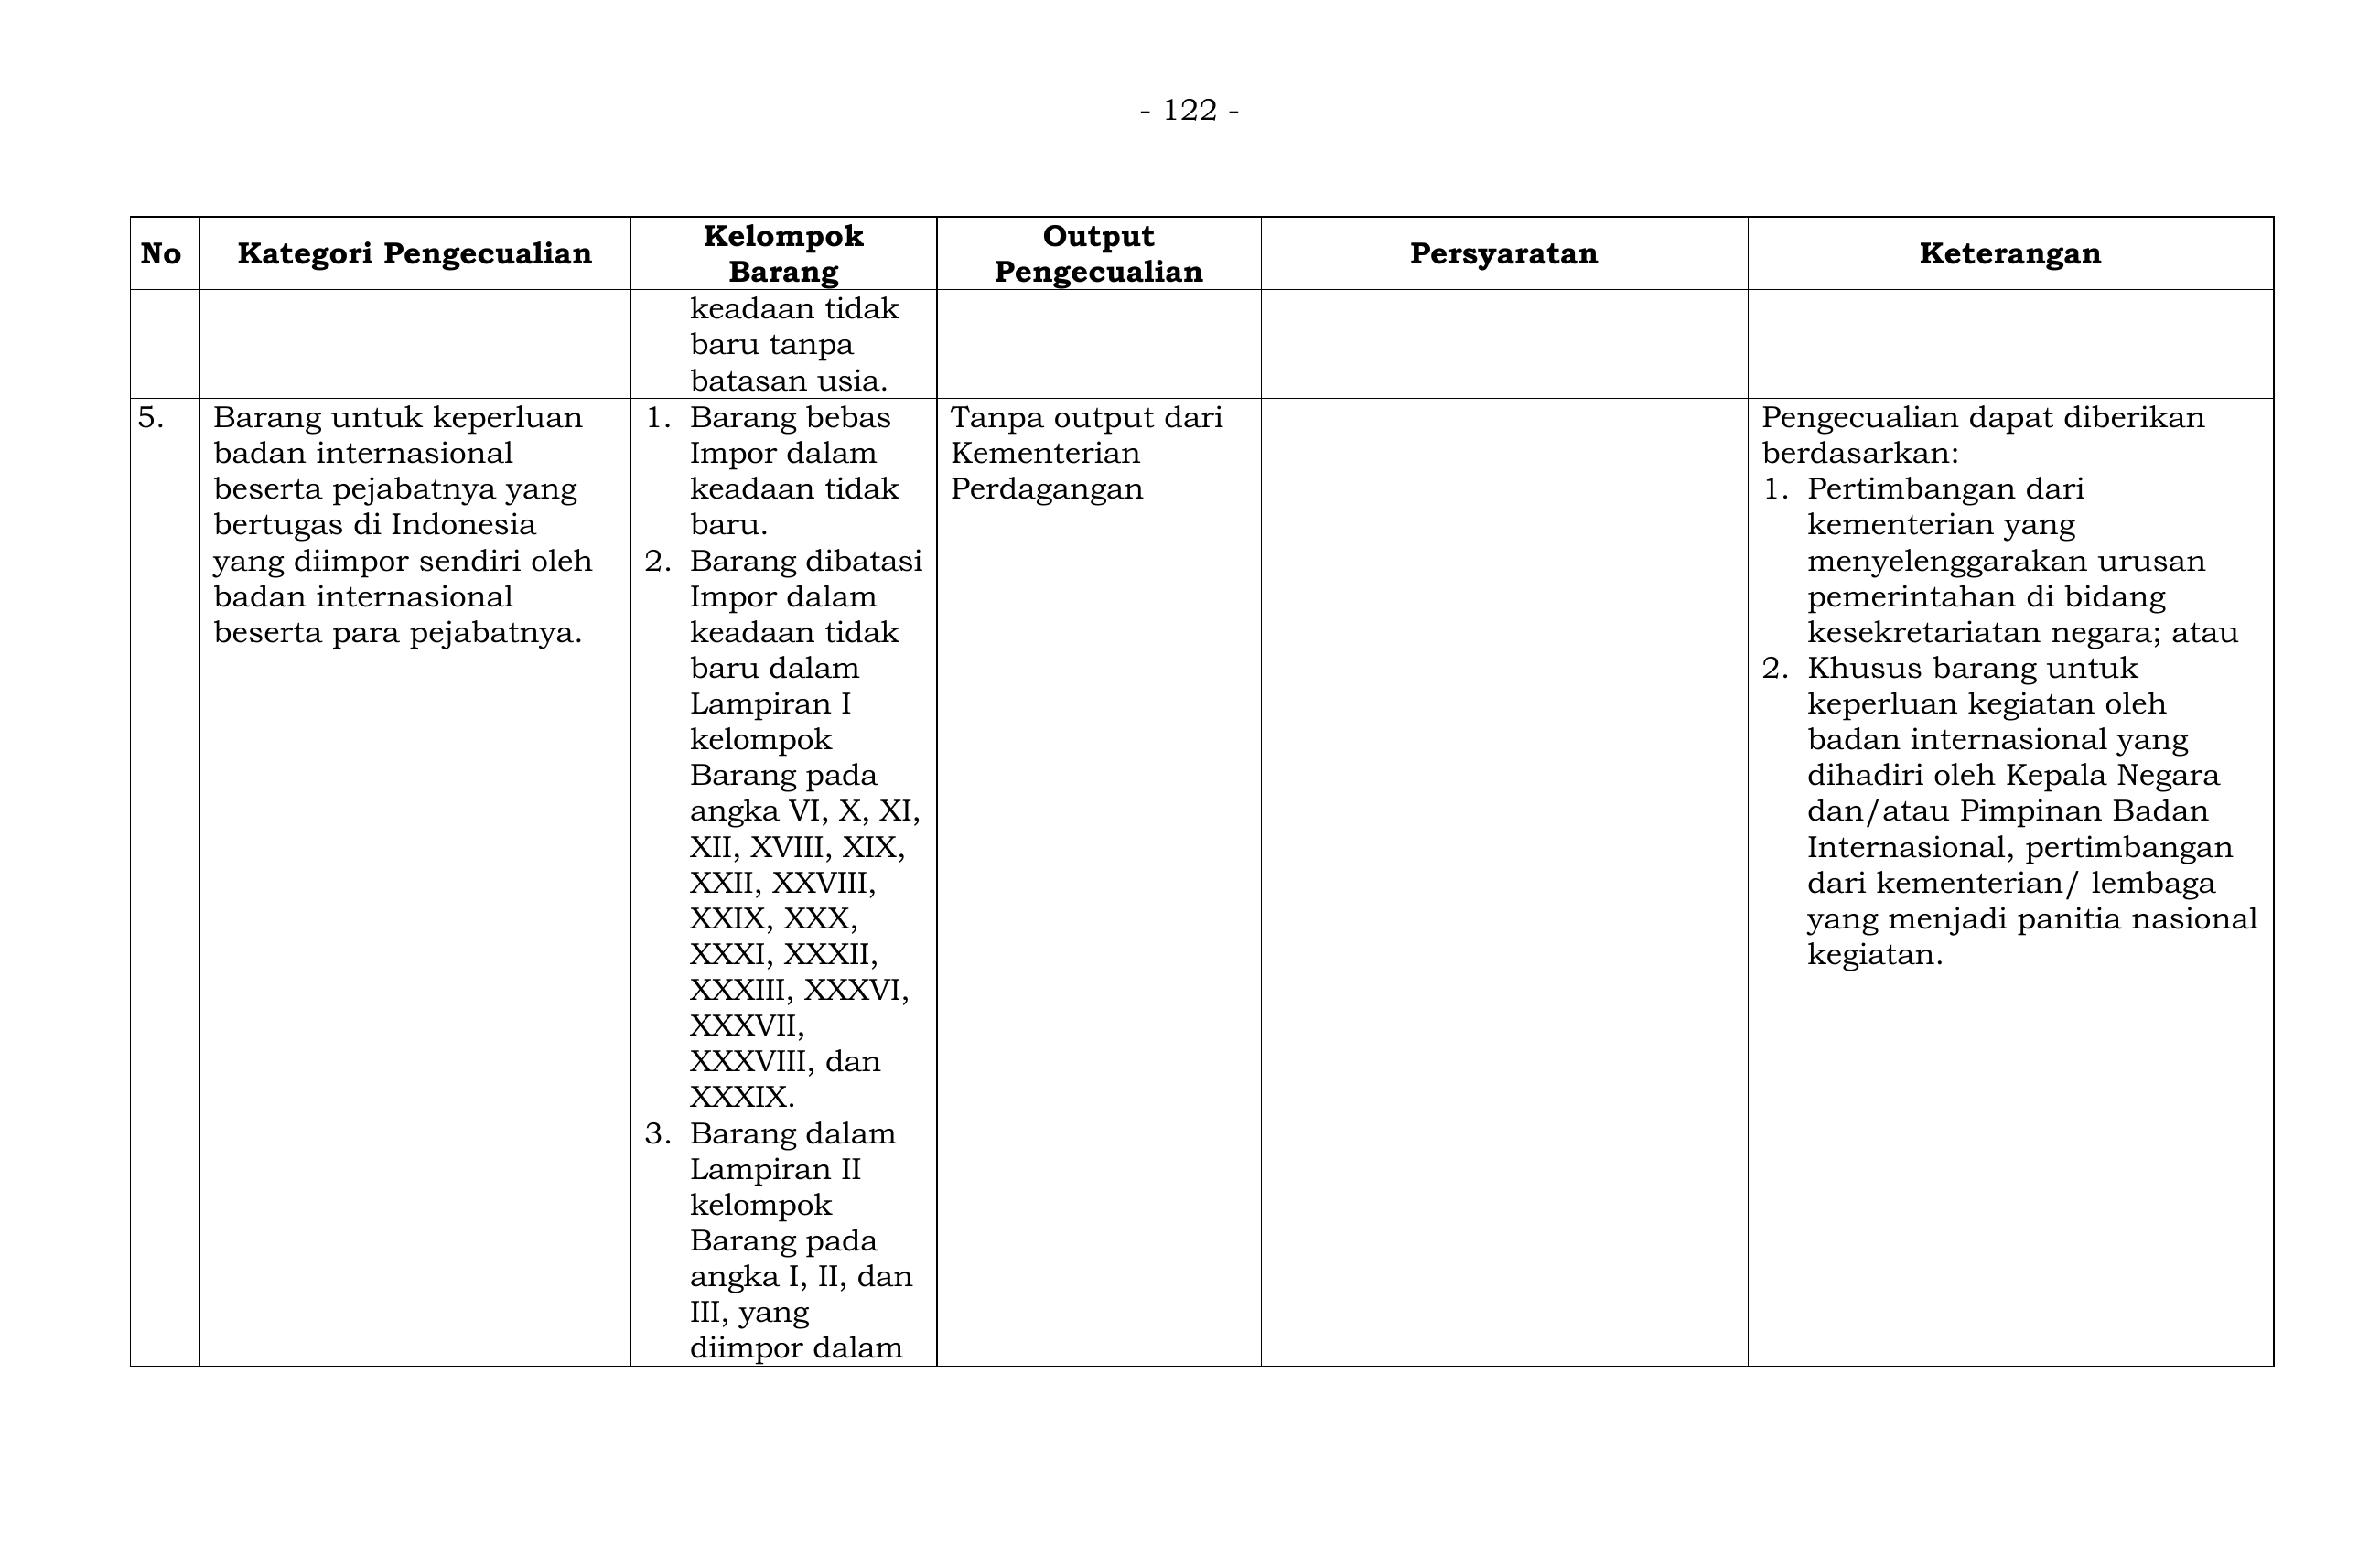 - 122 -
No
Kategori Pengecualian
Kelompok
Barang
Output
Pengecualian
Persyaratan
Keterangan
keadaan tidak
baru tanpa
batasan usia.
5.
Barang untuk keperluan
badan internasional
beserta pejabatnya yang
bertugas di Indonesia
yang diimpor sendiri oleh
badan internasional
beserta para pejabatnya.
1. Barang bebas
Impor dalam
keadaan tidak
baru.
2. Barang dibatasi
Impor dalam
keadaan tidak
baru dalam
Lampiran I
kelompok
Barang pada
angka VI, X, XI,
XII, XVIII, XIX,
XXII, XXVIII,
XXIX, XXX,
XXXI, XXXII,
XXXIII, XXXVI,
XXXVII,
XXXVIII, dan
XXXIX.
3. Barang dalam
Lampiran II
kelompok
Barang pada
angka I, II, dan
III, yang
diimpor dalam
Tanpa output dari
Kementerian
Perdagangan
Pengecualian dapat diberikan
berdasarkan:
1. Pertimbangan dari
kementerian yang
menyelenggarakan urusan
pemerintahan di bidang
kesekretariatan negara; atau
2. Khusus barang untuk
keperluan kegiatan oleh
badan internasional yang
dihadiri oleh Kepala Negara
dan/atau Pimpinan Badan
Internasional, pertimbangan
dari kementerian/ lembaga
yang menjadi panitia nasional
kegiatan.